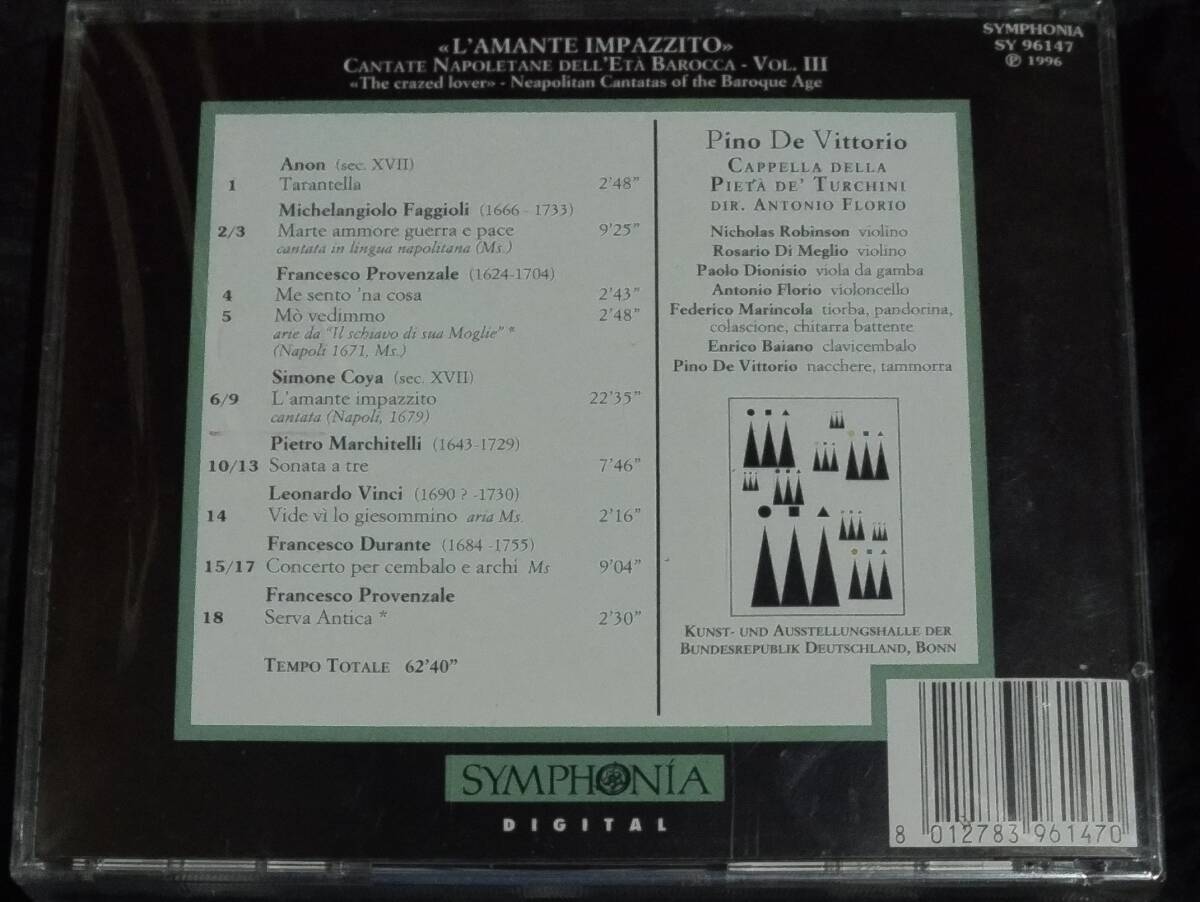 «L'AMANTE IMPAZZITO»
CANTATE NAPOLETANE DELL'ETÀ BAROCCA - VOL. III
«The crazed lover» - Neapolitan Cantatas of the Baroque Age
SYMPHONIA
SY 96147
℗ 1996
Anon (sec. XVII)
1 Tarantella 2'48"
Michelangiolo Faggioli (1666 - 1733)
2/3 Marte ammore guerra e pace 9'25"
cantata in lingua napolitana (Ms.)
Francesco Provenzale (1624-1704)
4 Me sento 'na cosa 2'43"
5 Mò vedimmo 2'48"
arie da "Il schiavo di sua Moglie" *
(Napoli 1671, Ms.)
Simone Coya (sec. XVII)
6/9 L'amante impazzito 22'35"
cantata (Napoli, 1679)
Pietro Marchitelli (1643-1729)
10/13 Sonata a tre 7'46"
Leonardo Vinci (1690 ? -1730)
14 Vide vì lo giesommino aria Ms. 2'16"
Francesco Durante (1684 -1755)
15/17 Concerto per cembalo e archi Ms 9'04"
Francesco Provenzale
18 Serva Antica * 2'30"
TEMPO TOTALE 62'40"
Pino De Vittorio
CAPPELLA DELLA
PIETÀ DE' TURCHINI
DIR. ANTONIO FLORIO
Nicholas Robinson violino
Rosario Di Meglio violino
Paolo Dionisio viola da gamba
Antonio Florio violoncello
Federico Marincola tiorba, pandorina,
colascione, chitarra battente
Enrico Baiano clavicembalo
Pino De Vittorio nacchere, tammorra
KUNST- UND AUSSTELLUNGSHALLE DER
BUNDESREPUBLIK DEUTSCHLAND, BONN
SYMPHONÍA
DIGITAL
8 012783 961470